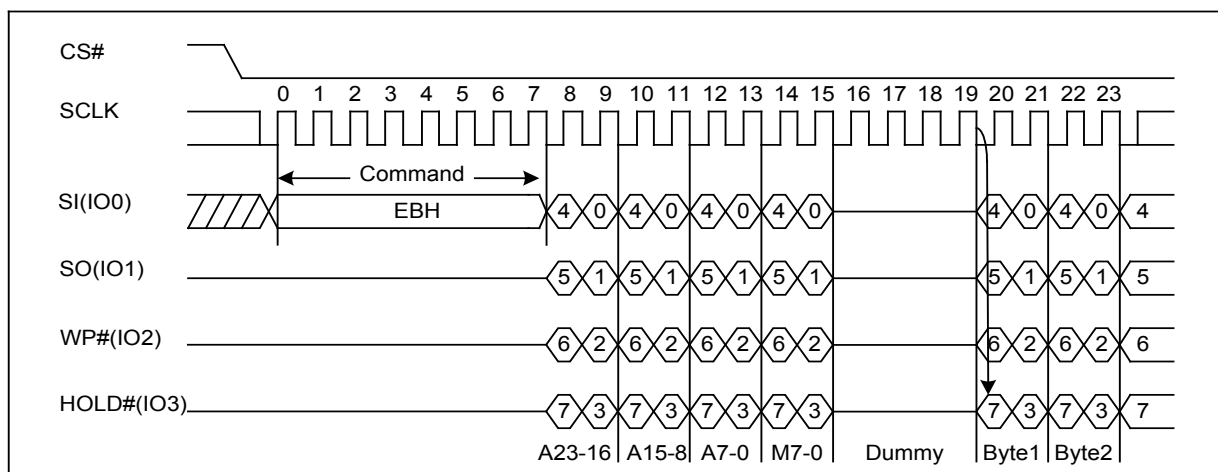 CS#
0 1 2 3 4 5 6 7 8 9 10 11 12 13 14 15 16 17 18 19 20 21 22 23
SCLK
Command
SI(IO0) EBH 4 0 4 0 4 0 4 0 4 0 4 0 4
SO(IO1) 5 1 5 1 5 1 5 1 5 1 5 1 5
WP#(IO2) 6 2 6 2 6 2 6 2 6 2 6 2 6
HOLD#(IO3) 7 3 7 3 7 3 7 3 7 3 7 3 7
A23-16 A15-8 A7-0 M7-0 Dummy Byte1 Byte2